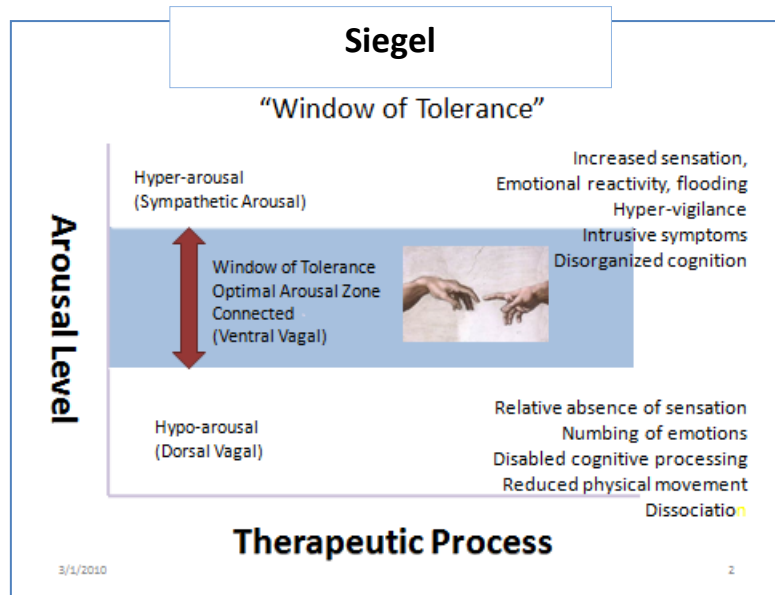 Siegel
“Window of Tolerance”
Hyper-arousal
(Sympathetic Arousal)
Increased sensation,
Emotional reactivity, flooding
Hyper-vigilance
Intrusive symptoms
Disorganized cognition
Arousal Level
Window of Tolerance
Optimal Arousal Zone
Connected
(Ventral Vagal)
Hypo-arousal
(Dorsal Vagal)
Relative absence of sensation
Numbing of emotions
Disabled cognitive processing
Reduced physical movement
Dissociation
Therapeutic Process
3/1/2010
2